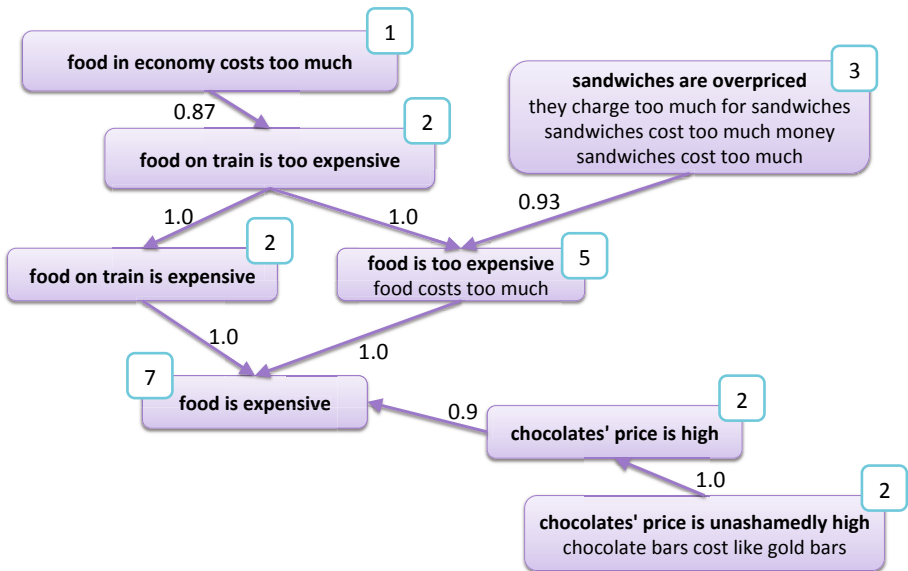 1
food in economy costs too much
0.87
2
food on train is too expensive
3
sandwiches are overpriced
they charge too much for sandwiches
sandwiches cost too much money
sandwiches cost too much
1.0
1.0
0.93
2
food on train is expensive
5
food is too expensive
food costs too much
1.0
1.0
7
food is expensive
0.9
2
chocolates' price is high
1.0
2
chocolates' price is unashamedly high
chocolate bars cost like gold bars